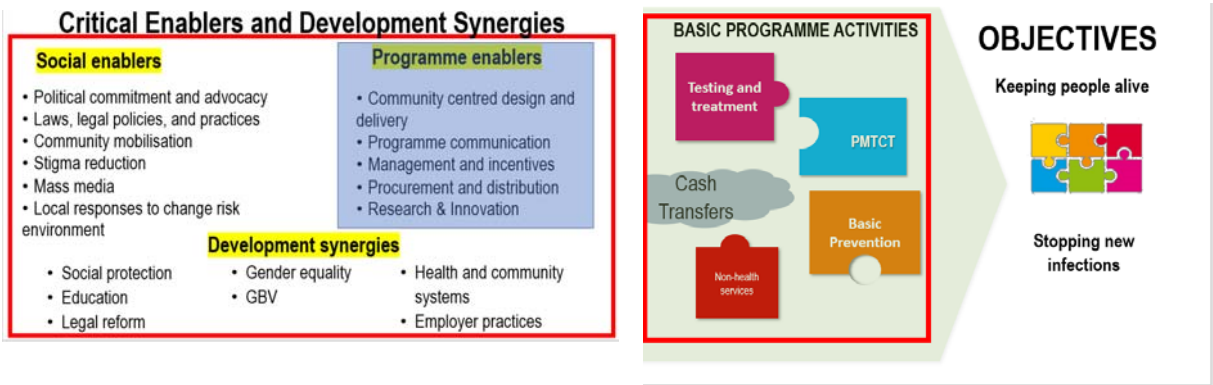 Critical Enablers and Development Synergies
Social enablers
• Political commitment and advocacy
• Laws, legal policies, and practices
• Community mobilisation
• Stigma reduction
• Mass media
• Local responses to change risk
environment
Programme enablers
• Community centred design and
delivery
• Programme communication
• Management and incentives
• Procurement and distribution
• Research & Innovation
Development synergies
• Social protection
• Education
• Legal reform
• Gender equality
• GBV
• Health and community
systems
• Employer practices
BASIC PROGRAMME ACTIVITIES
Testing and
treatment
PMTCT
Cash
Transfers
Basic
Prevention
Non-health
services
OBJECTIVES
Keeping people alive
Stopping new
infections